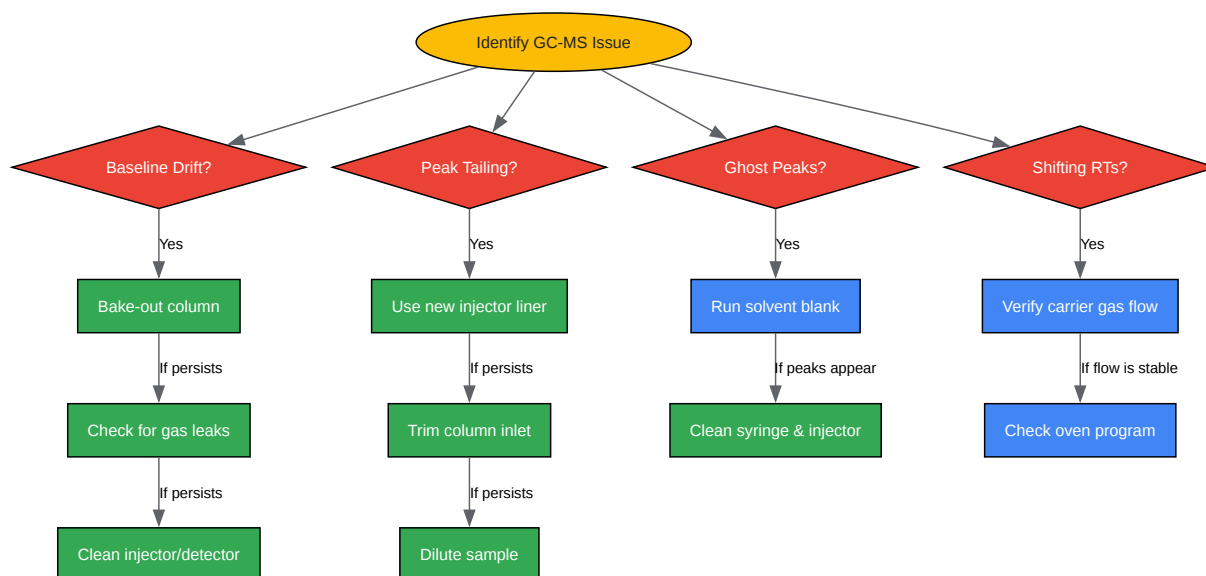 Identify GC-MS Issue
Baseline Drift?
Peak Tailing?
Ghost Peaks?
Shifting RTs?
Yes
Yes
Yes
Yes
Bake-out column
Use new injector liner
Run solvent blank
Verify carrier gas flow
If persists
If persists
If peaks appear
If flow is stable
Check for gas leaks
Trim column inlet
Clean syringe & injector
Check oven program
If persists
If persists
Clean injector/detector
Dilute sample